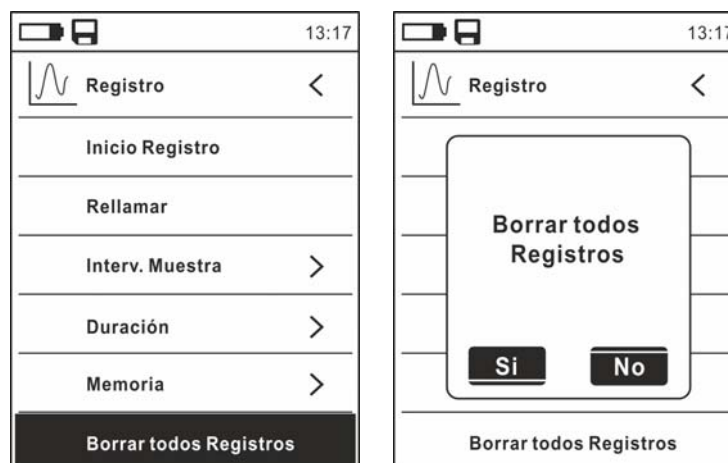 13:17
Registro
Inicio Registro
Rellamar
Interv. Muestra
Duración
Memoria
Borrar todos Registros
13:17
Registro
Borrar todos
Registros
Si No
Borrar todos Registros